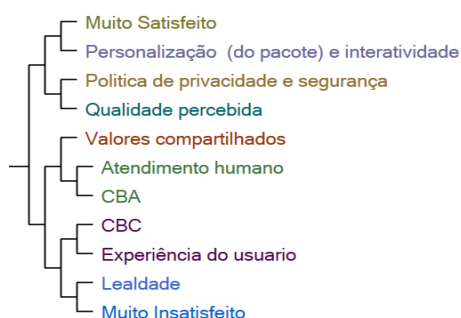 Muito Satisfeito
Personalização (do pacote) e interatividade
Politica de privacidade e segurança
Qualidade percebida
Valores compartilhados
Atendimento humano
CBA
CBC
Experiência do usuario
Lealdade
Muito Insatisfeito